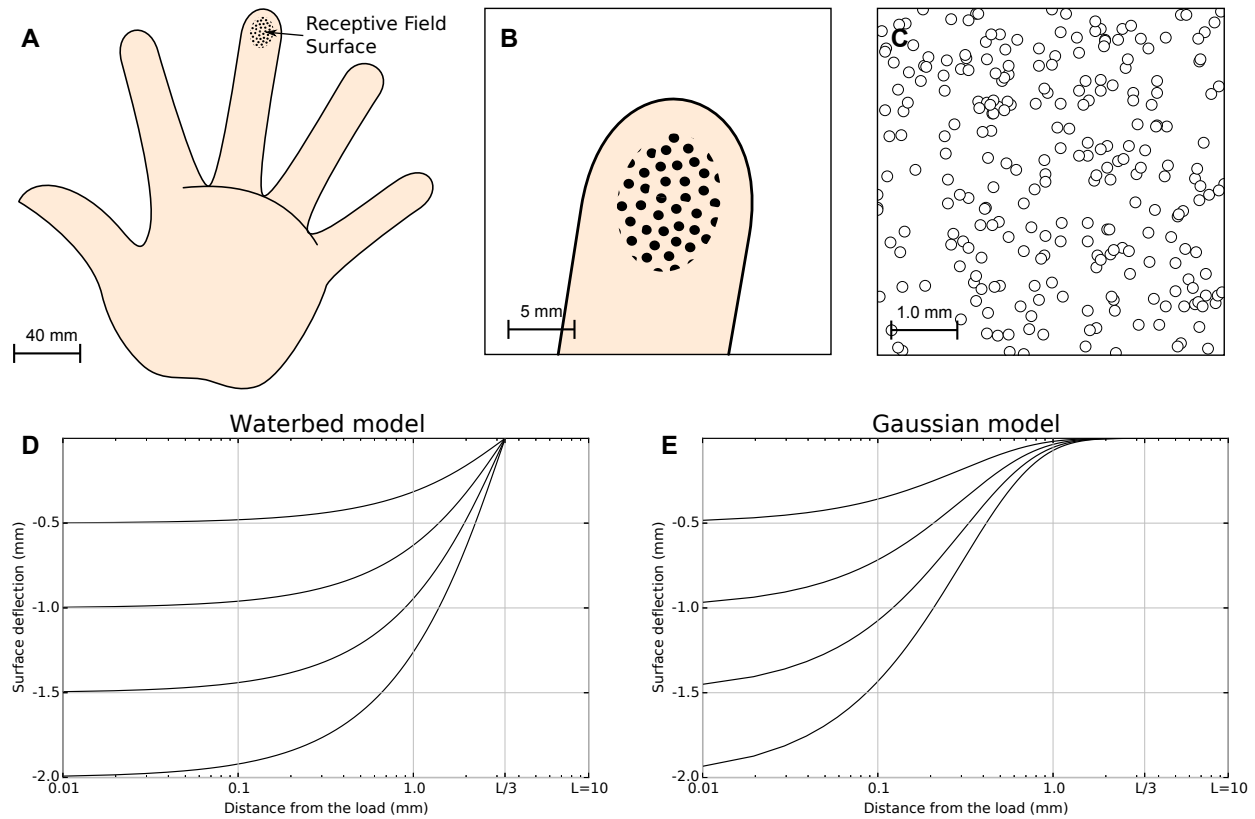 A
Receptive Field
Surface
40 mm
B
5 mm
C
1.0 mm
D
Waterbed model
Surface deflection (mm)
-0.5
-1.0
-1.5
-2.0
0.01
0.1
1.0
L/3
L=10
Distance from the load (mm)
E
Gaussian model
Surface deflection (mm)
-0.5
-1.0
-1.5
-2.0
0.01
0.1
1.0
L/3
L=10
Distance from the load (mm)